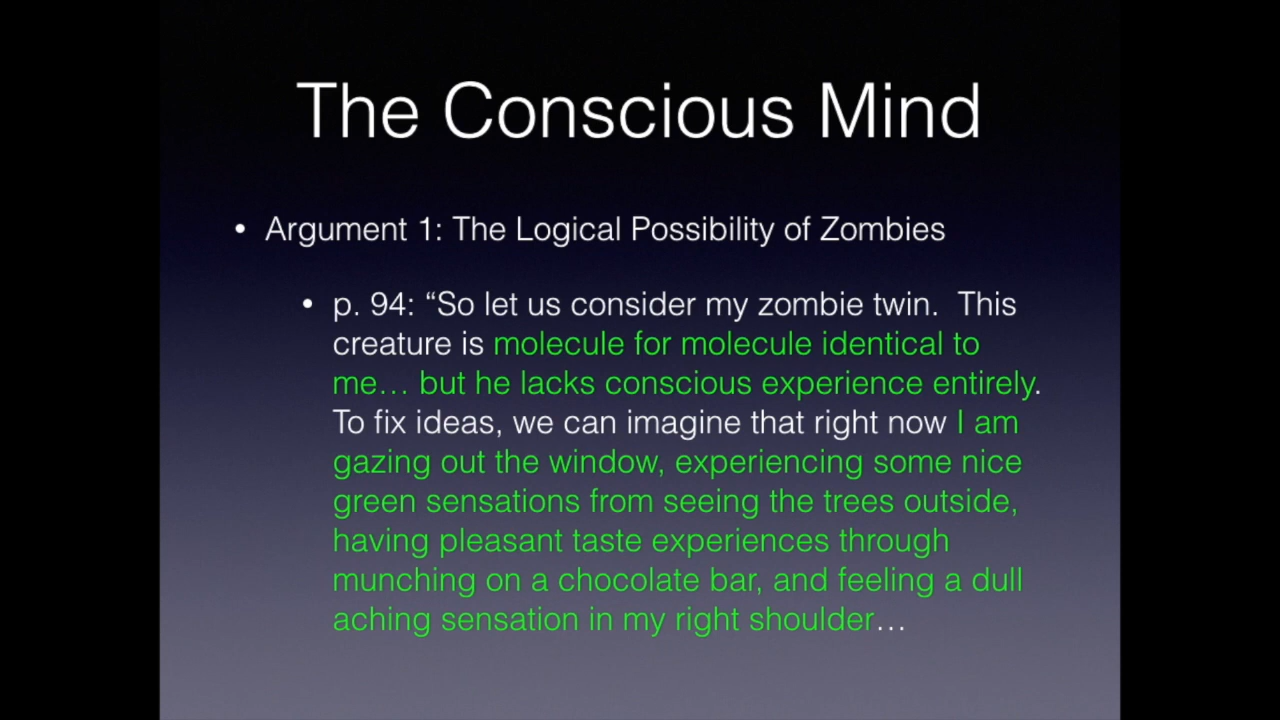 The Conscious Mind
• Argument 1: The Logical Possibility of Zombies
• p. 94: “So let us consider my zombie twin.  This
creature is molecule for molecule identical to
me… but he lacks conscious experience entirely.
To fix ideas, we can imagine that right now I am
gazing out the window, experiencing some nice
green sensations from seeing the trees outside,
having pleasant taste experiences through
munching on a chocolate bar, and feeling a dull
aching sensation in my right shoulder…